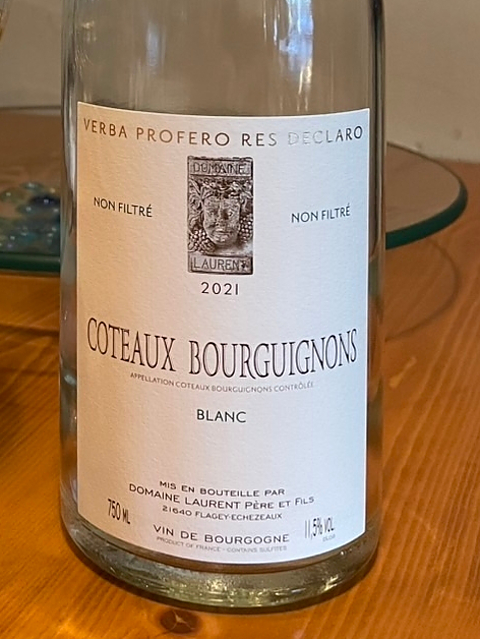 VERBA PROFERO RES DECLARO
DOMAINE
LAURENT
NON FILTRÉ
NON FILTRÉ
2021
COTEAUX BOURGUIGNONS
APPELLATION COTEAUX BOURGUIGNONS CONTRÔLÉE
BLANC
MIS EN BOUTEILLE PAR
DOMAINE LAURENT PÈRE ET FILS
21640 FLAGEY-ECHEZEAUX
750 ML
VIN DE BOURGOGNE
11,5% VOL
PRODUCT OF FRANCE - CONTAINS SULFITES